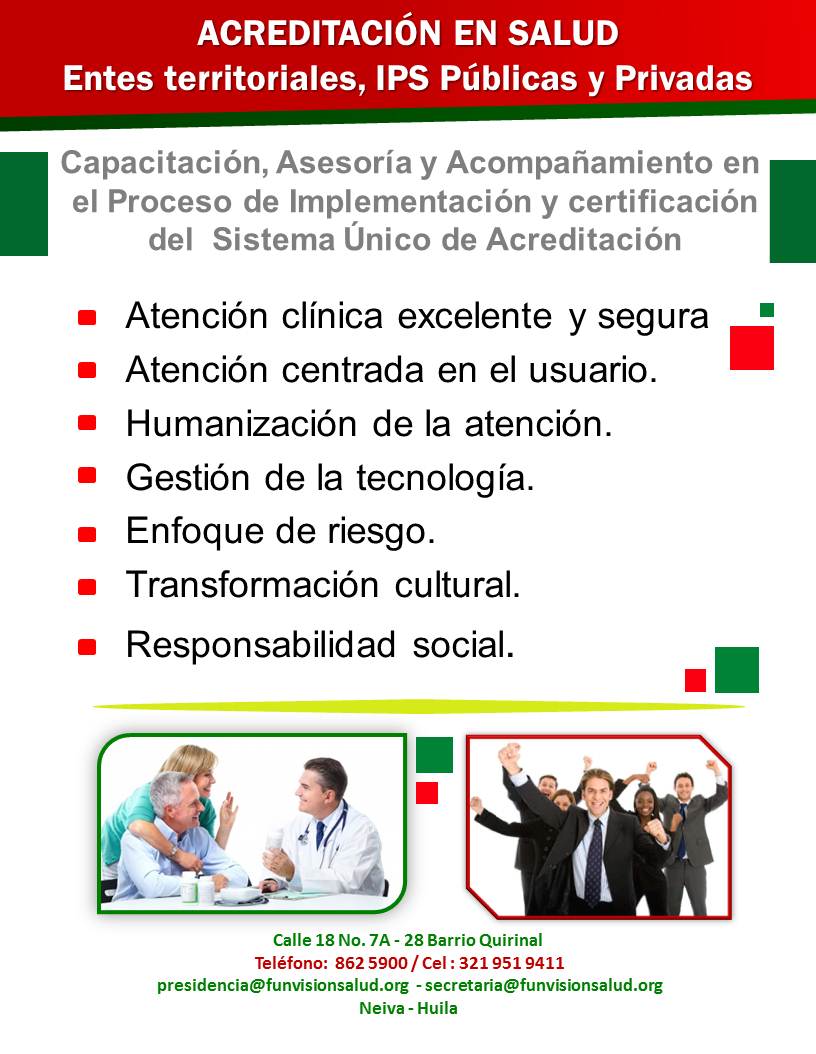 ACREDITACIÓN EN SALUD
Entes territoriales, IPS Públicas y Privadas
Capacitación, Asesoría y Acompañamiento en
el Proceso de Implementación y certificación
del Sistema Único de Acreditación
Atención clínica excelente y segura
Atención centrada en el usuario.
Humanización de la atención.
Gestión de la tecnología.
Enfoque de riesgo.
Transformación cultural.
Responsabilidad social.
Calle 18 No. 7A - 28 Barrio Quirinal
Teléfono: 862 5900 / Cel : 321 951 9411
presidencia@funvisionsalud.org - secretaria@funvisionsalud.org
Neiva - Huila